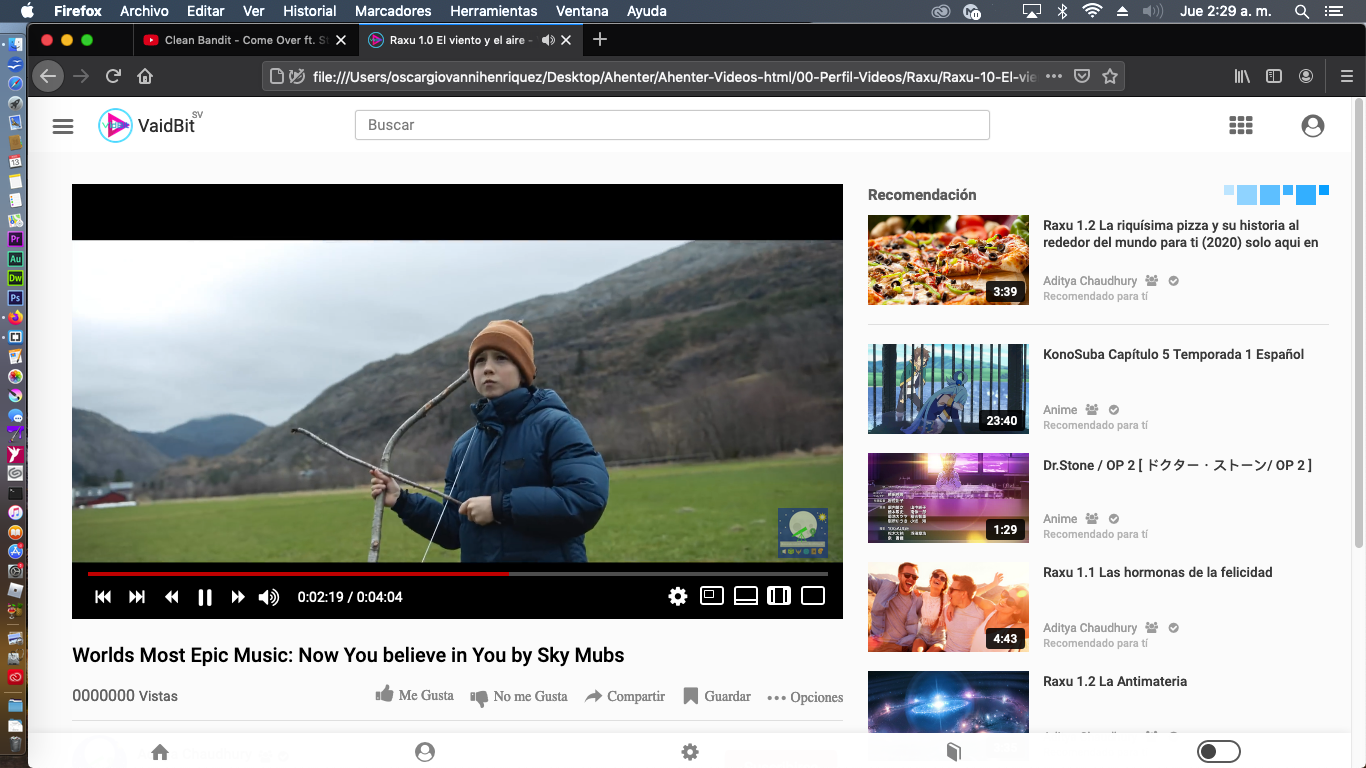 Firefox Archivo Editar Ver Historial Marcadores Herramientas Ventana Ayuda Jue 2:29 a. m.
Clean Bandit - Come Over ft. St
Raxu 1.0 El viento y el aire -
file:///Users/oscargiovannihenriquez/Desktop/Ahenter/Ahenter-Videos-html/00-Perfil-Videos/Raxu/Raxu-10-El-vie
VaidBit SV
Buscar
Recomendación
Raxu 1.2 La riquísima pizza y su historia al
rededor del mundo para ti (2020) solo aqui en
Aditya Chaudhury
Recomendado para tí
3:39
KonoSuba Capítulo 5 Temporada 1 Español
Anime
Recomendado para tí
23:40
Dr.Stone / OP 2 [ ドクター・ストーン/ OP 2 ]
Anime
Recomendado para tí
1:29
Raxu 1.1 Las hormonas de la felicidad
Aditya Chaudhury
Recomendado para tí
4:43
Raxu 1.2 La Antimateria
0:02:19 / 0:04:04
Worlds Most Epic Music: Now You believe in You by Sky Mubs
0000000 Vistas
Me Gusta No me Gusta Compartir Guardar Opciones